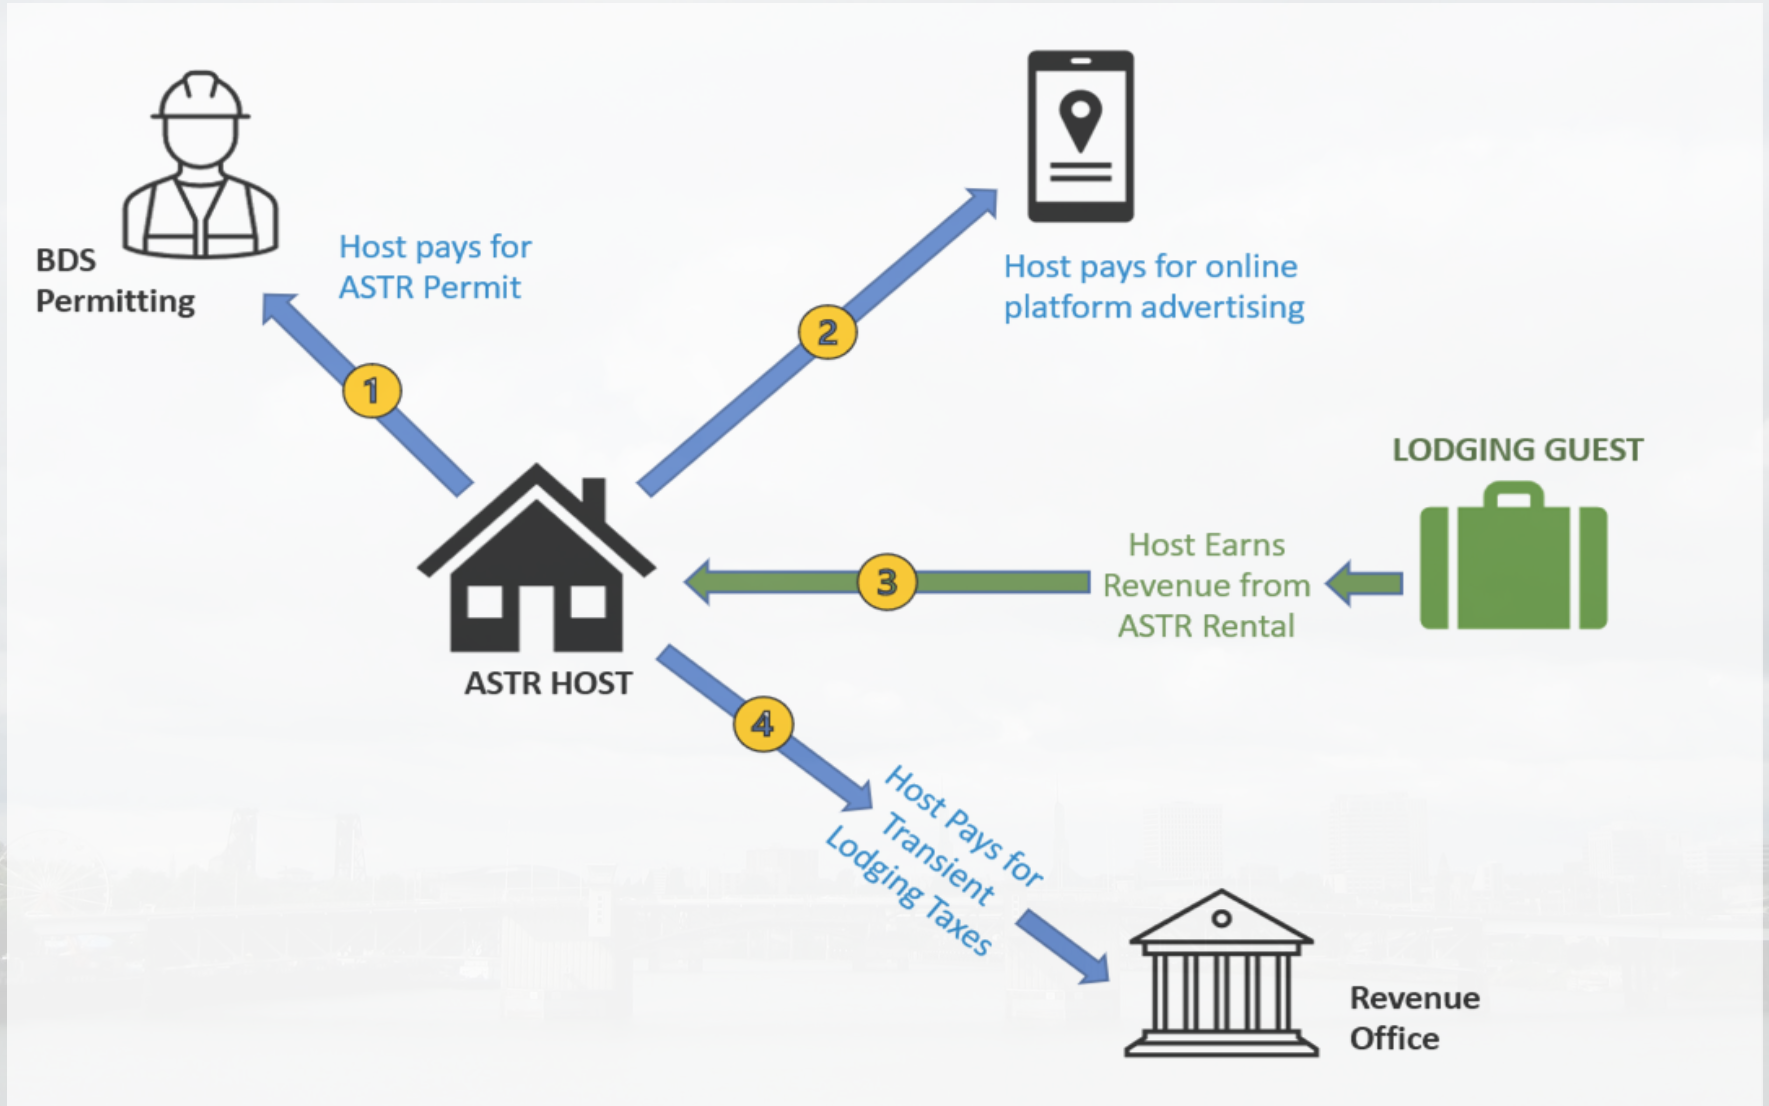 BDS
Permitting
Host pays for
ASTR Permit
1
2
Host pays for online
platform advertising
LODGING GUEST
Host Earns
Revenue from
ASTR Rental
3
ASTR HOST
4
Host Pays for
Transient
Lodging Taxes
Revenue
Office